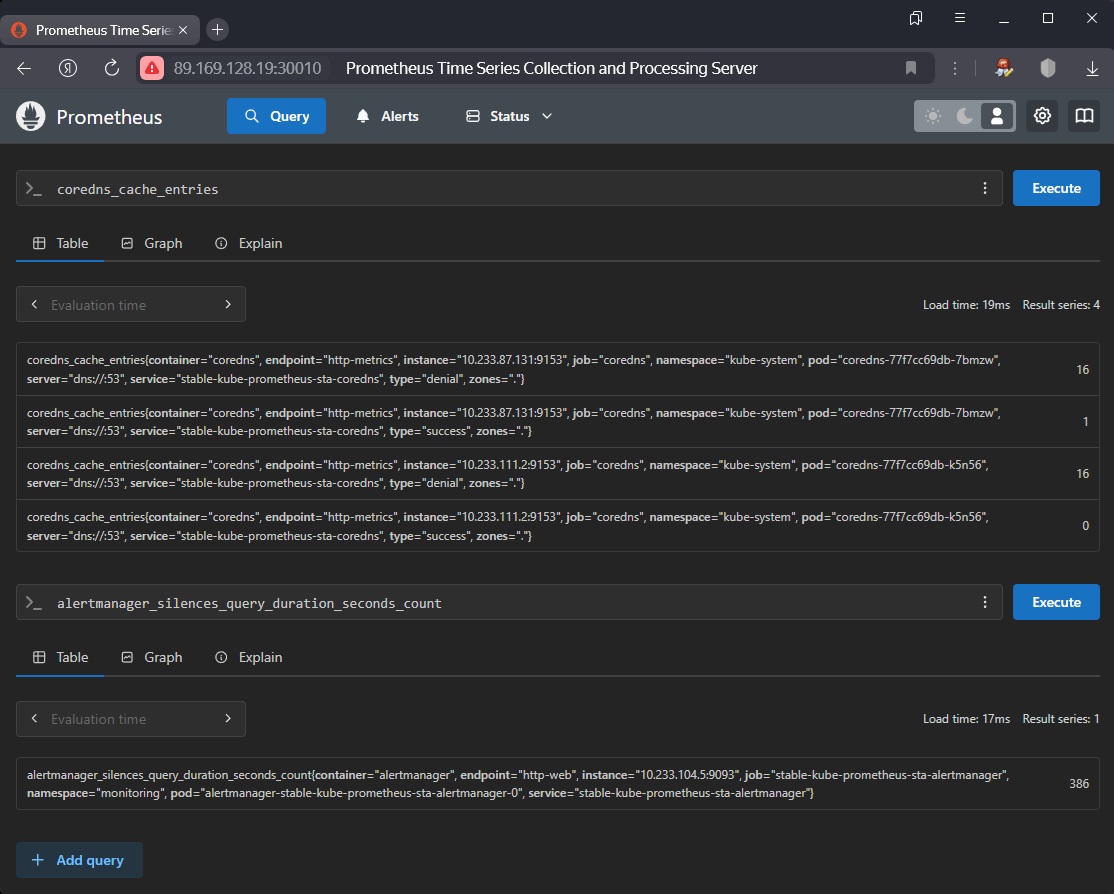 Prometheus Time Serie
89.169.128.19:30010 Prometheus Time Series Collection and Processing Server
Prometheus Query Alerts Status
>_ coredns_cache_entries Execute
Table Graph Explain
Evaluation time Load time: 19ms Result series: 4
coredns_cache_entries{container="coredns", endpoint="http-metrics", instance="10.233.87.131:9153", job="coredns", namespace="kube-system", pod="coredns-77f7cc69db-7bmzw",
server="dns://:53", service="stable-kube-prometheus-sta-coredns", type="denial", zones="."}
16
coredns_cache_entries{container="coredns", endpoint="http-metrics", instance="10.233.87.131:9153", job="coredns", namespace="kube-system", pod="coredns-77f7cc69db-7bmzw",
server="dns://:53", service="stable-kube-prometheus-sta-coredns", type="success", zones="."}
1
coredns_cache_entries{container="coredns", endpoint="http-metrics", instance="10.233.111.2:9153", job="coredns", namespace="kube-system", pod="coredns-77f7cc69db-k5n56",
server="dns://:53", service="stable-kube-prometheus-sta-coredns", type="denial", zones="."}
16
coredns_cache_entries{container="coredns", endpoint="http-metrics", instance="10.233.111.2:9153", job="coredns", namespace="kube-system", pod="coredns-77f7cc69db-k5n56",
server="dns://:53", service="stable-kube-prometheus-sta-coredns", type="success", zones="."}
0
>_ alertmanager_silences_query_duration_seconds_count Execute
Table Graph Explain
Evaluation time Load time: 17ms Result series: 1
alertmanager_silences_query_duration_seconds_count{container="alertmanager", endpoint="http-web", instance="10.233.104.5:9093", job="stable-kube-prometheus-sta-alertmanager",
namespace="monitoring", pod="alertmanager-stable-kube-prometheus-sta-alertmanager-0", service="stable-kube-prometheus-sta-alertmanager"}
386
+ Add query